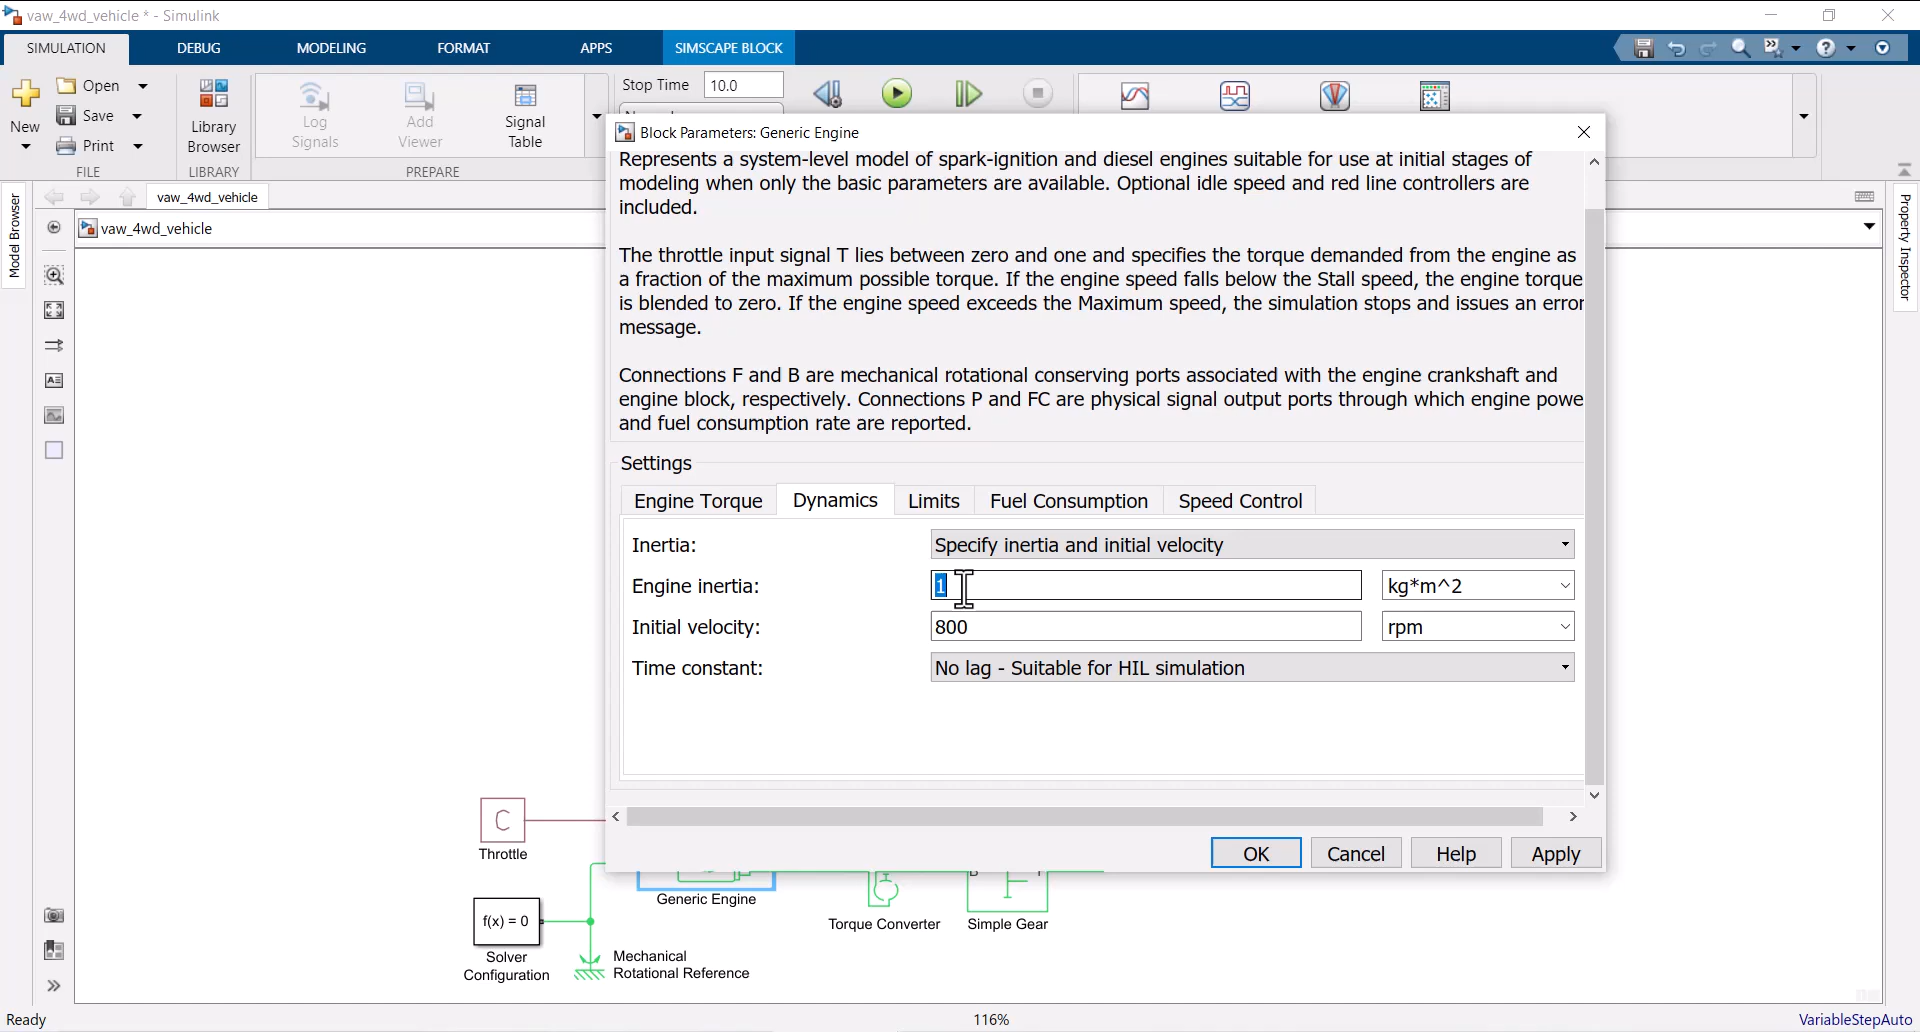 vaw_4wd_vehicle * - Simulink
SIMULATION DEBUG MODELING FORMAT APPS SIMSCAPE BLOCK
New
Open
Save
Print
FILE
Library
Browser
LIBRARY
Log
Signals
Add
Viewer
Signal
Table
PREPARE
Stop Time 10.0
Model Browser
vaw_4wd_vehicle
vaw_4wd_vehicle
Property Inspector
Block Parameters: Generic Engine
Represents a system-level model of spark-ignition and diesel engines suitable for use at initial stages of
modeling when only the basic parameters are available. Optional idle speed and red line controllers are
included.
The throttle input signal T lies between zero and one and specifies the torque demanded from the engine as
a fraction of the maximum possible torque. If the engine speed falls below the Stall speed, the engine torque
is blended to zero. If the engine speed exceeds the Maximum speed, the simulation stops and issues an error
message.
Connections F and B are mechanical rotational conserving ports associated with the engine crankshaft and
engine block, respectively. Connections P and FC are physical signal output ports through which engine powe
and fuel consumption rate are reported.
Settings
Engine Torque Dynamics Limits Fuel Consumption Speed Control
Inertia: Specify inertia and initial velocity
Engine inertia: 1 kg*m^2
Initial velocity: 800 rpm
Time constant: No lag - Suitable for HIL simulation
OK Cancel Help Apply
C
Throttle
Generic Engine
Torque Converter
Simple Gear
f(x) = 0
Solver
Configuration
Mechanical
Rotational Reference
Ready 116% VariableStepAuto